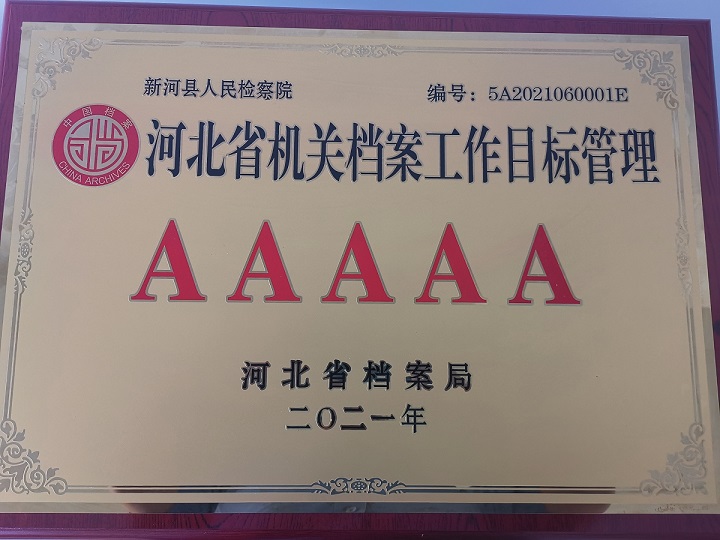 新河县人民检察院 编号：5A2021060001E
中国档案
CHINA ARCHIVES
河北省机关档案工作目标管理
AAAAA
河北省档案局
二〇二一年